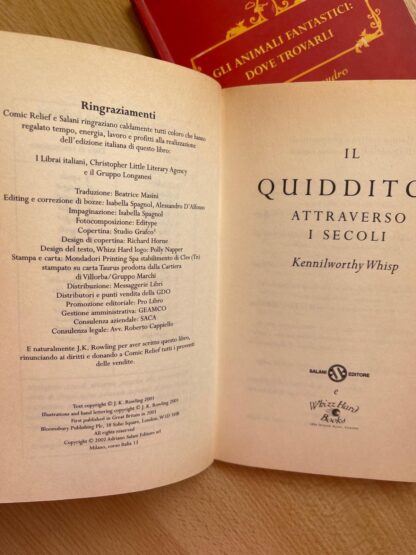 GLI ANIMALI FANTASTICI:
DOVE TROVARLI
Ringraziamenti
Comic Relief e Salani ringraziano caldamente tutti coloro che hanno
regalato tempo, energia, lavoro e profitti alla realizzazione
dell'edizione italiana di questo libro:
I Librai italiani, Christopher Little Literary Agency
e il Gruppo Longanesi
Traduzione: Beatrice Masini
Editing e correzione di bozze: Isabella Spagnol, Alessandro D'Alfonso
Impaginazione: Isabella Spagnol
Fotocomposizione: Editype
Copertina: Studio Grafco
Design di copertina: Richard Horne
Design del testo, Whizz Hard logo: Polly Napper
Stampa e carta: Mondadori Printing Spa stabilimento di Cles (Tn)
stampato su carta Taurus prodotta dalla Cartiera
di Villorba/Gruppo Marchi
Distribuzione: Messaggerie Libri
Distributori e punti vendita della GDO
Promozione editoriale: Pro Libro
Gestione amministrativa: GEAMCO
Consulenza aziendale: SACA
Consulenza legale: Avv. Roberto Cappiello
E naturalmente J.K. Rowling per aver scritto questo libro,
rinunciando ai diritti e donando a Comic Relief tutti i proventi
delle vendite.
Text copyright © J. K. Rowling 2001
Illustrations and hand lettering copyright © J. K. Rowling 2001
First published in Great Britain in 2001
Bloomsbury Publishing Plc, 38 Soho Square, London, W1D 3HB
All rights reserved
Copyright © 2002 Adriano Salani Editore srl
Milano, corso Italia 13
IL
QUIDDITC
ATTRAVERSO
I SECOLI
Kennilworthy Whisp
SALANI EDITORE
e
Whizz Hard
Books